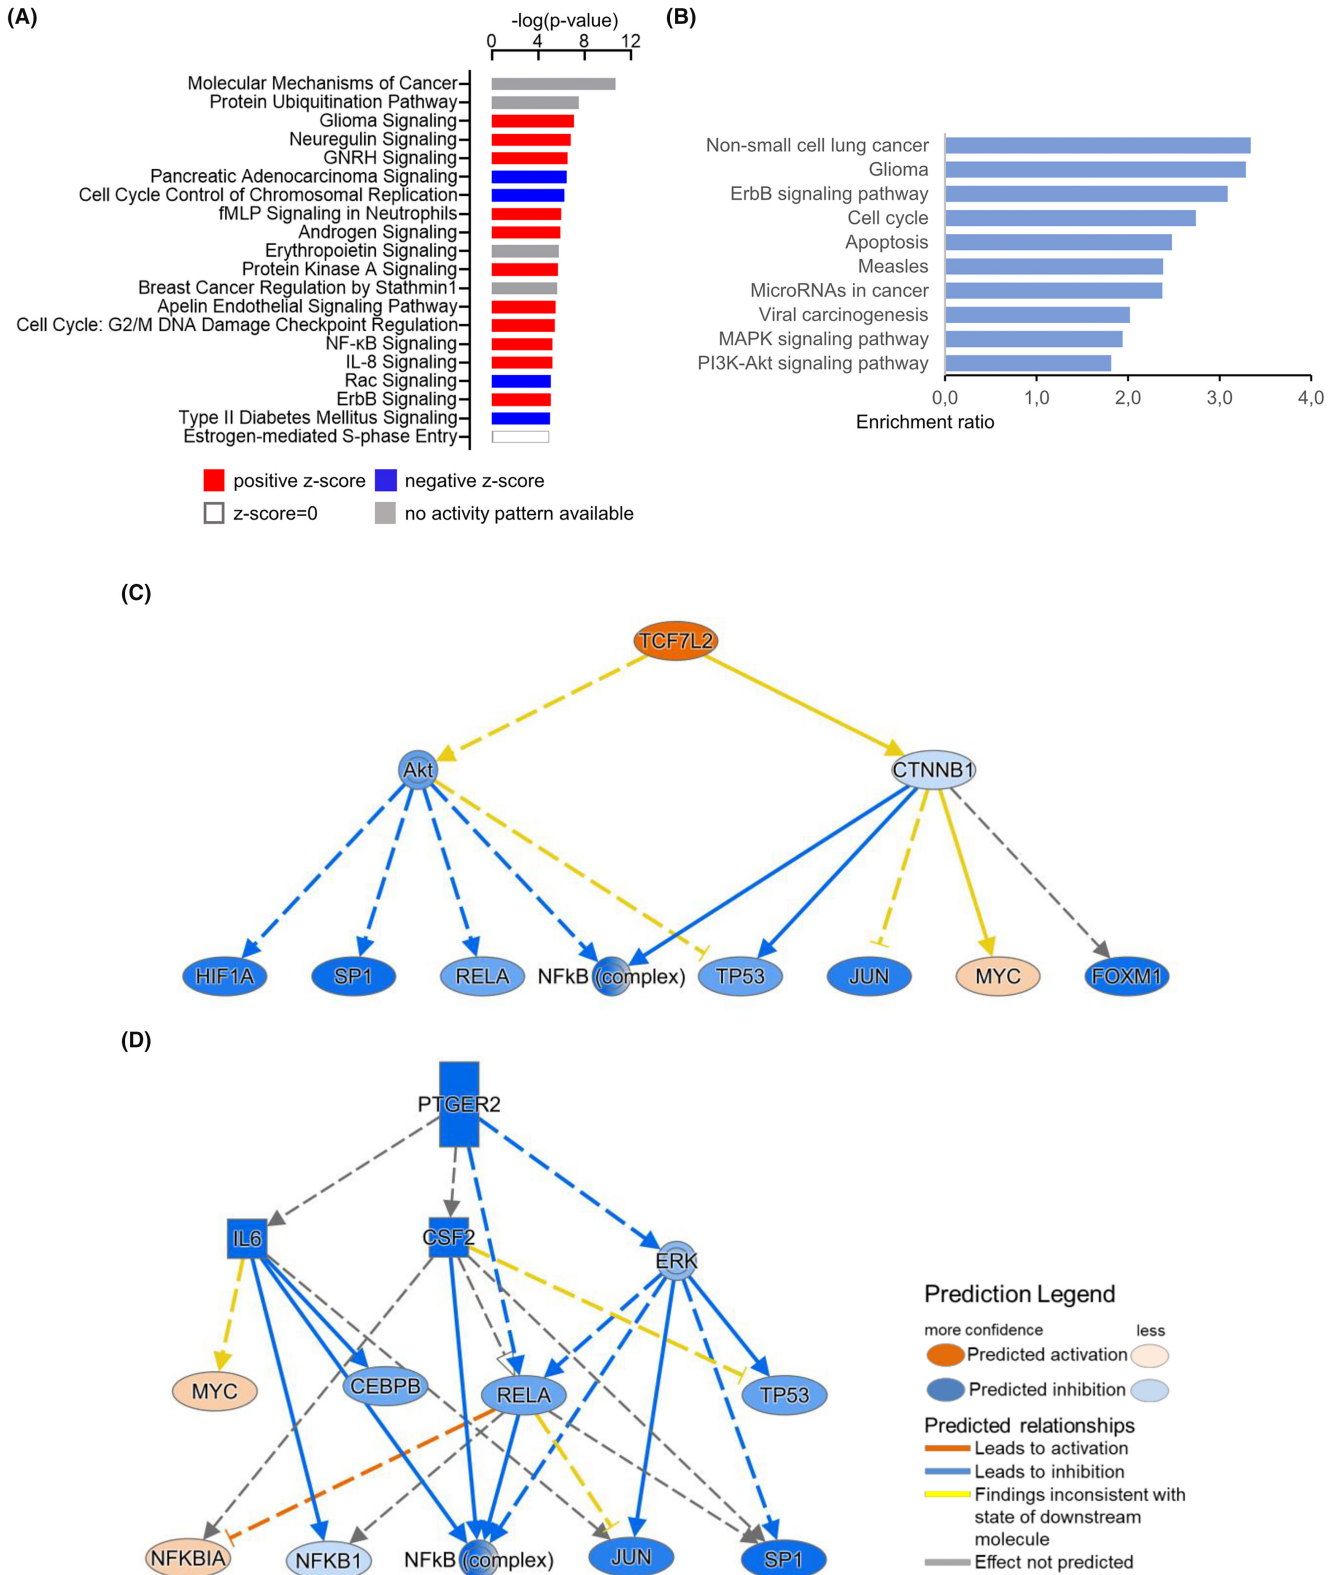 (A)
-log(p-value)
0 4 8 12
Molecular Mechanisms of Cancer
Protein Ubiquitination Pathway
Glioma Signaling
Neuregulin Signaling
GNRH Signaling
Pancreatic Adenocarcinoma Signaling
Cell Cycle Control of Chromosomal Replication
fMLP Signaling in Neutrophils
Androgen Signaling
Erythropoietin Signaling
Protein Kinase A Signaling
Breast Cancer Regulation by Stathmin1
Apelin Endothelial Signaling Pathway
Cell Cycle: G2/M DNA Damage Checkpoint Regulation
NF-κB Signaling
IL-8 Signaling
Rac Signaling
ErbB Signaling
Type II Diabetes Mellitus Signaling
Estrogen-mediated S-phase Entry
positive z-score negative z-score
z-score=0 no activity pattern available
(B)
Non-small cell lung cancer
Glioma
ErbB signaling pathway
Cell cycle
Apoptosis
Measles
MicroRNAs in cancer
Viral carcinogenesis
MAPK signaling pathway
PI3K-Akt signaling pathway
0,0 1,0 2,0 3,0 4,0
Enrichment ratio
(C)
TCF7L2
Akt CTNNB1
HIF1A SP1 RELA NFkB (complex) TP53 JUN MYC FOXM1
(D)
PTGER2
IL6 CSF2 ERK
MYC CEBPB RELA TP53
NFKBIA NFKB1 NFkB (complex) JUN SP1
Prediction Legend
more confidence less
Predicted activation
Predicted inhibition
Predicted relationships
Leads to activation
Leads to inhibition
Findings inconsistent with
state of downstream
molecule
Effect not predicted